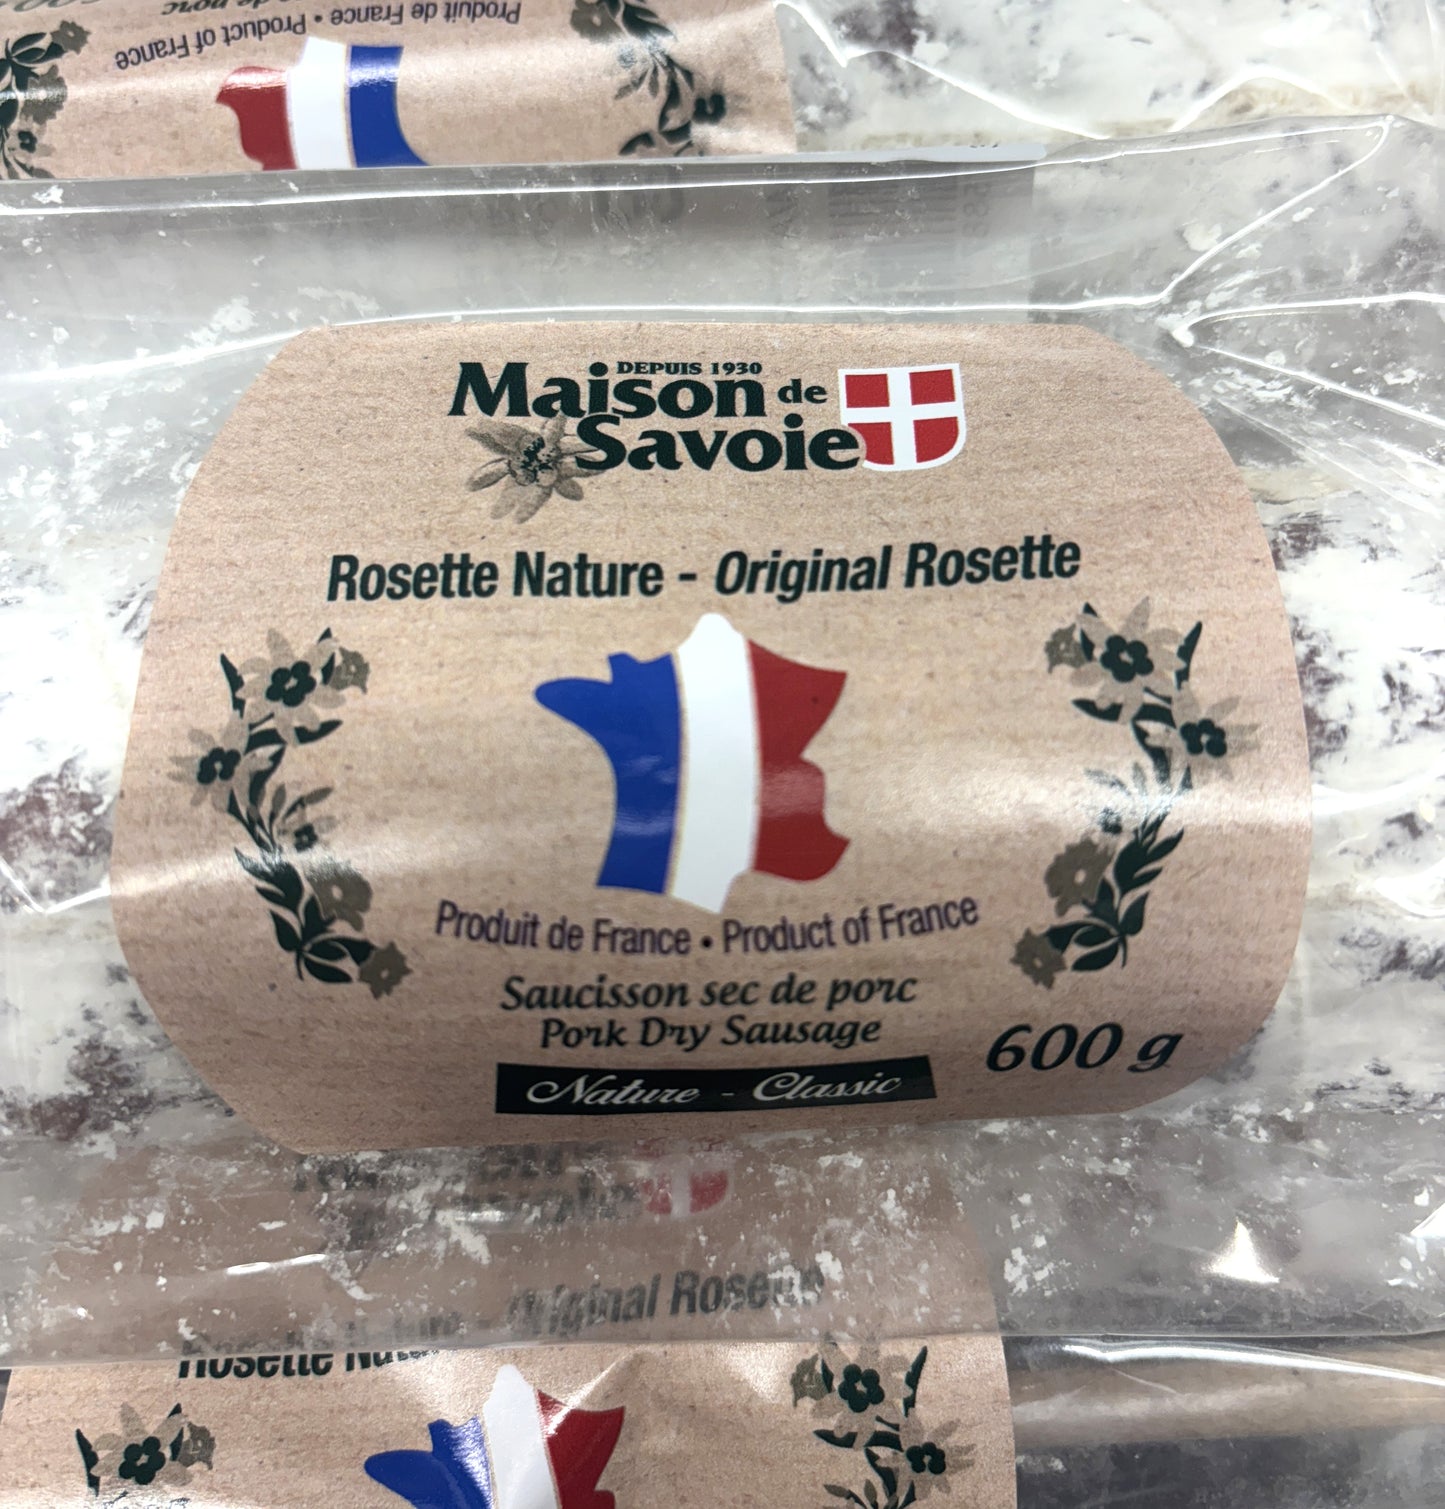 Produit de France • Product of France
DEPUIS 1930
Maison de
Savoie
Rosette Nature - Original Rosette
Produit de France • Product of France
Saucisson sec de porc
Pork Dry Sausage
Nature - Classic
600 g
Rosette Nature - Original Rosette